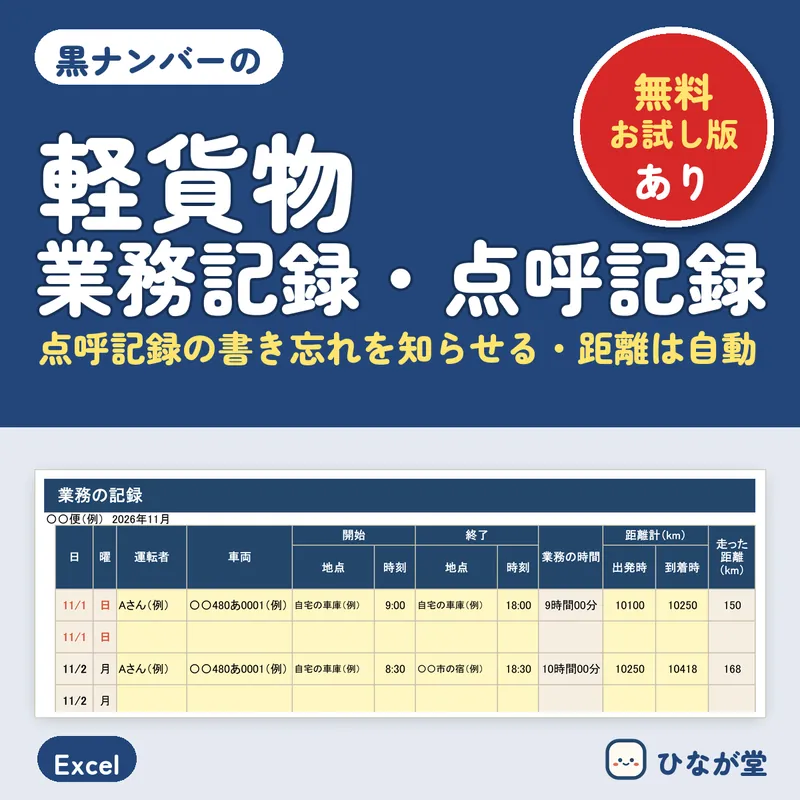 黒ナンバーの
無料
お試し版
あり
軽貨物
業務記録・点呼記録
点呼記録の書き忘れを知らせる・距離は自動
業務の記録
〇〇便(例) 2026年11月
日 曜 運転者 車両 開始 終了 業務の時間 距離計(km) 走った距離(km)
地点 時刻 地点 時刻 出発時 到着時
11/1 日 Aさん(例) 〇〇480あ0001(例) 自宅の車庫(例) 9:00 自宅の車庫(例) 18:00 9時間00分 10100 10250 150
11/1 日
11/2 月 Aさん(例) 〇〇480あ0001(例) 自宅の車庫(例) 8:30 〇〇市の宿(例) 18:30 10時間00分 10250 10418 168
11/2 月
Excel
ひなが堂